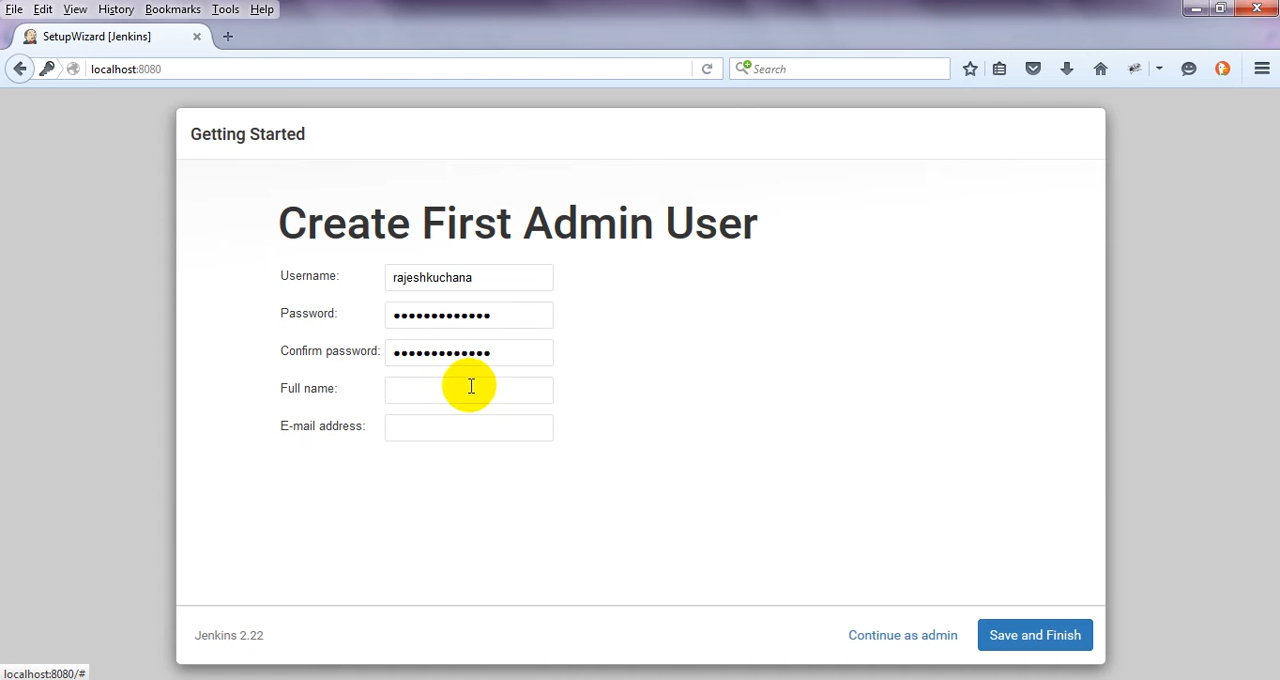 File Edit View History Bookmarks Tools Help
SetupWizard [Jenkins]
localhost:8080
Search
Getting Started
Create First Admin User
Username: rajeshkuchana
Password: •••••••••••••
Confirm password: •••••••••••••
Full name:
E-mail address:
Jenkins 2.22
Continue as admin
Save and Finish
localhost:8080/#